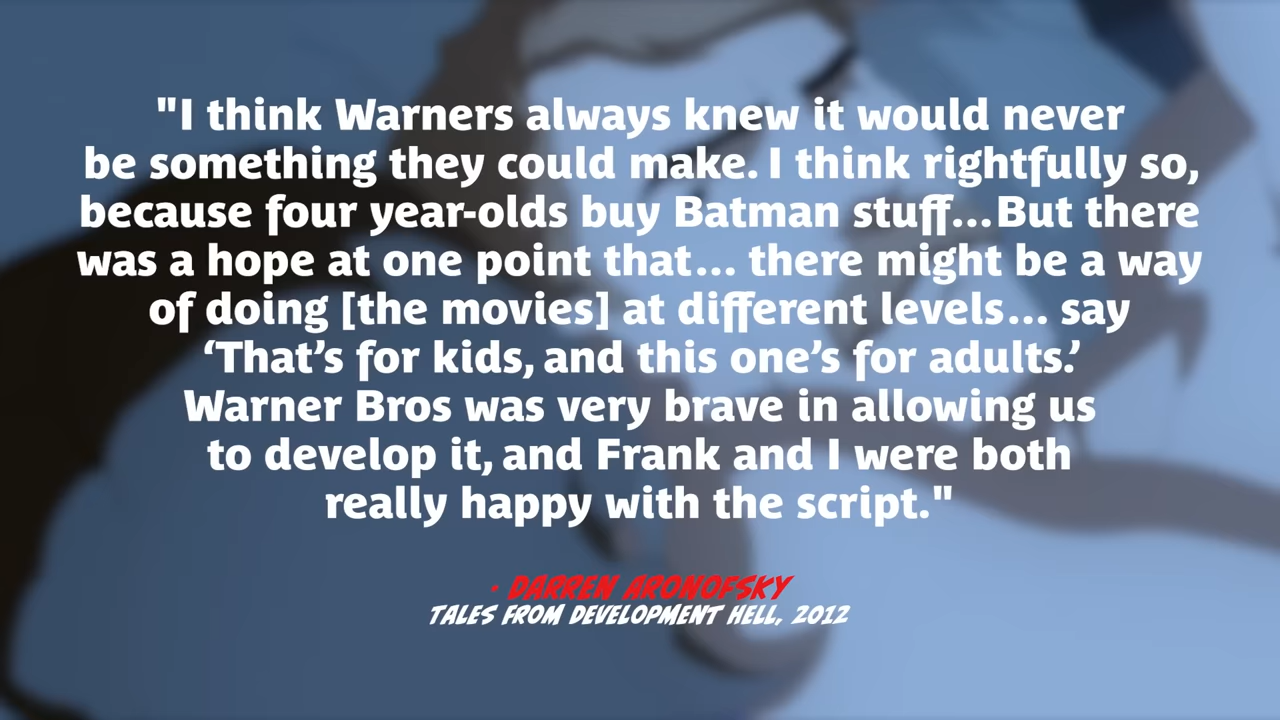 "I think Warners always knew it would never
be something they could make. I think rightfully so,
because four year-olds buy Batman stuff...But there
was a hope at one point that... there might be a way
of doing [the movies] at different levels... say
‘That’s for kids, and this one’s for adults.’
Warner Bros was very brave in allowing us
to develop it, and Frank and I were both
really happy with the script."
- DARREN ARONOFSKY
TALES FROM DEVELOPMENT HELL, 2012